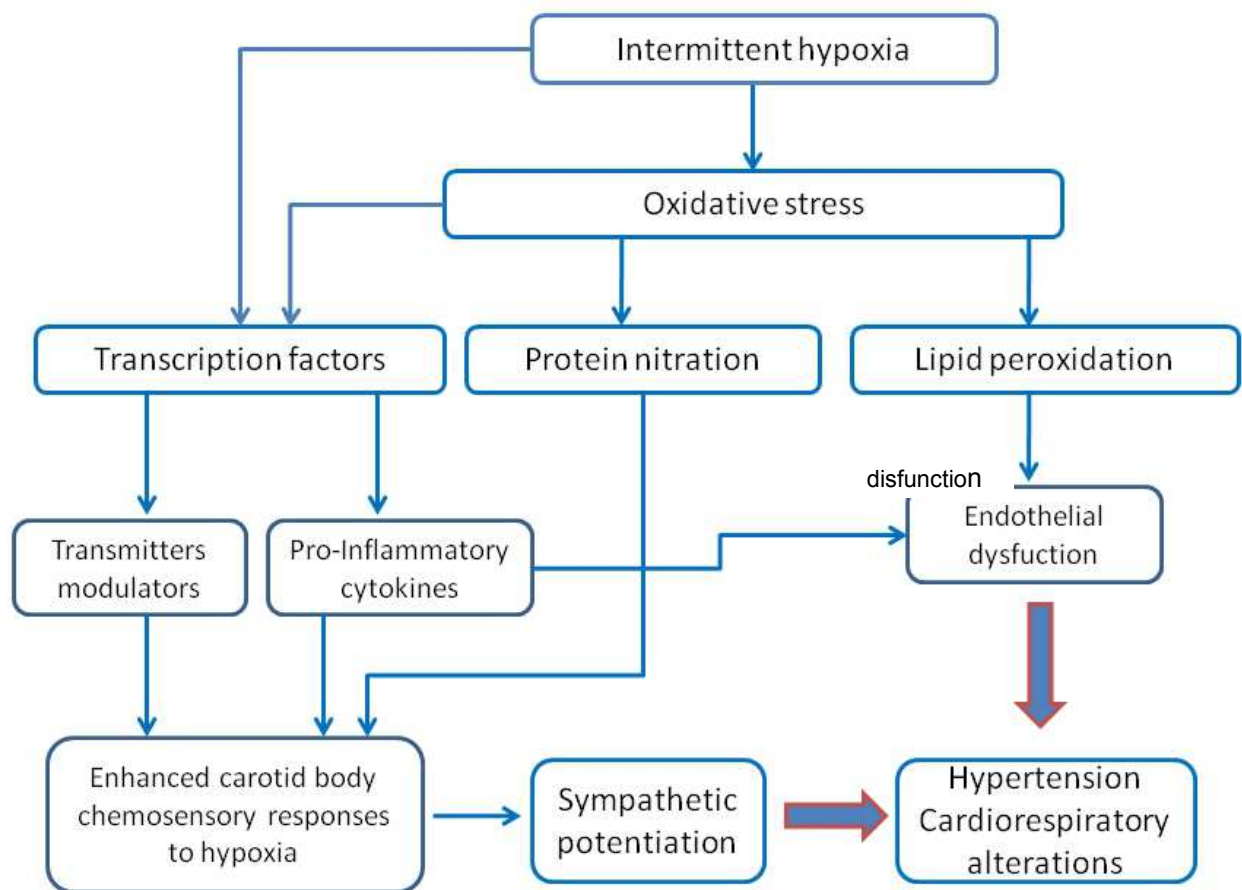 Intermittent hypoxia
Oxidative stress
Transcription factors
Protein nitration
Lipid peroxidation
disfunction
Transmitters
modulators
Pro-Inflammatory
cytokines
Endothelial
dysfuction
Enhanced carotid body
chemosensory responses
to hypoxia
Sympathetic
potentiation
Hypertension
Cardiorespiratory
alterations